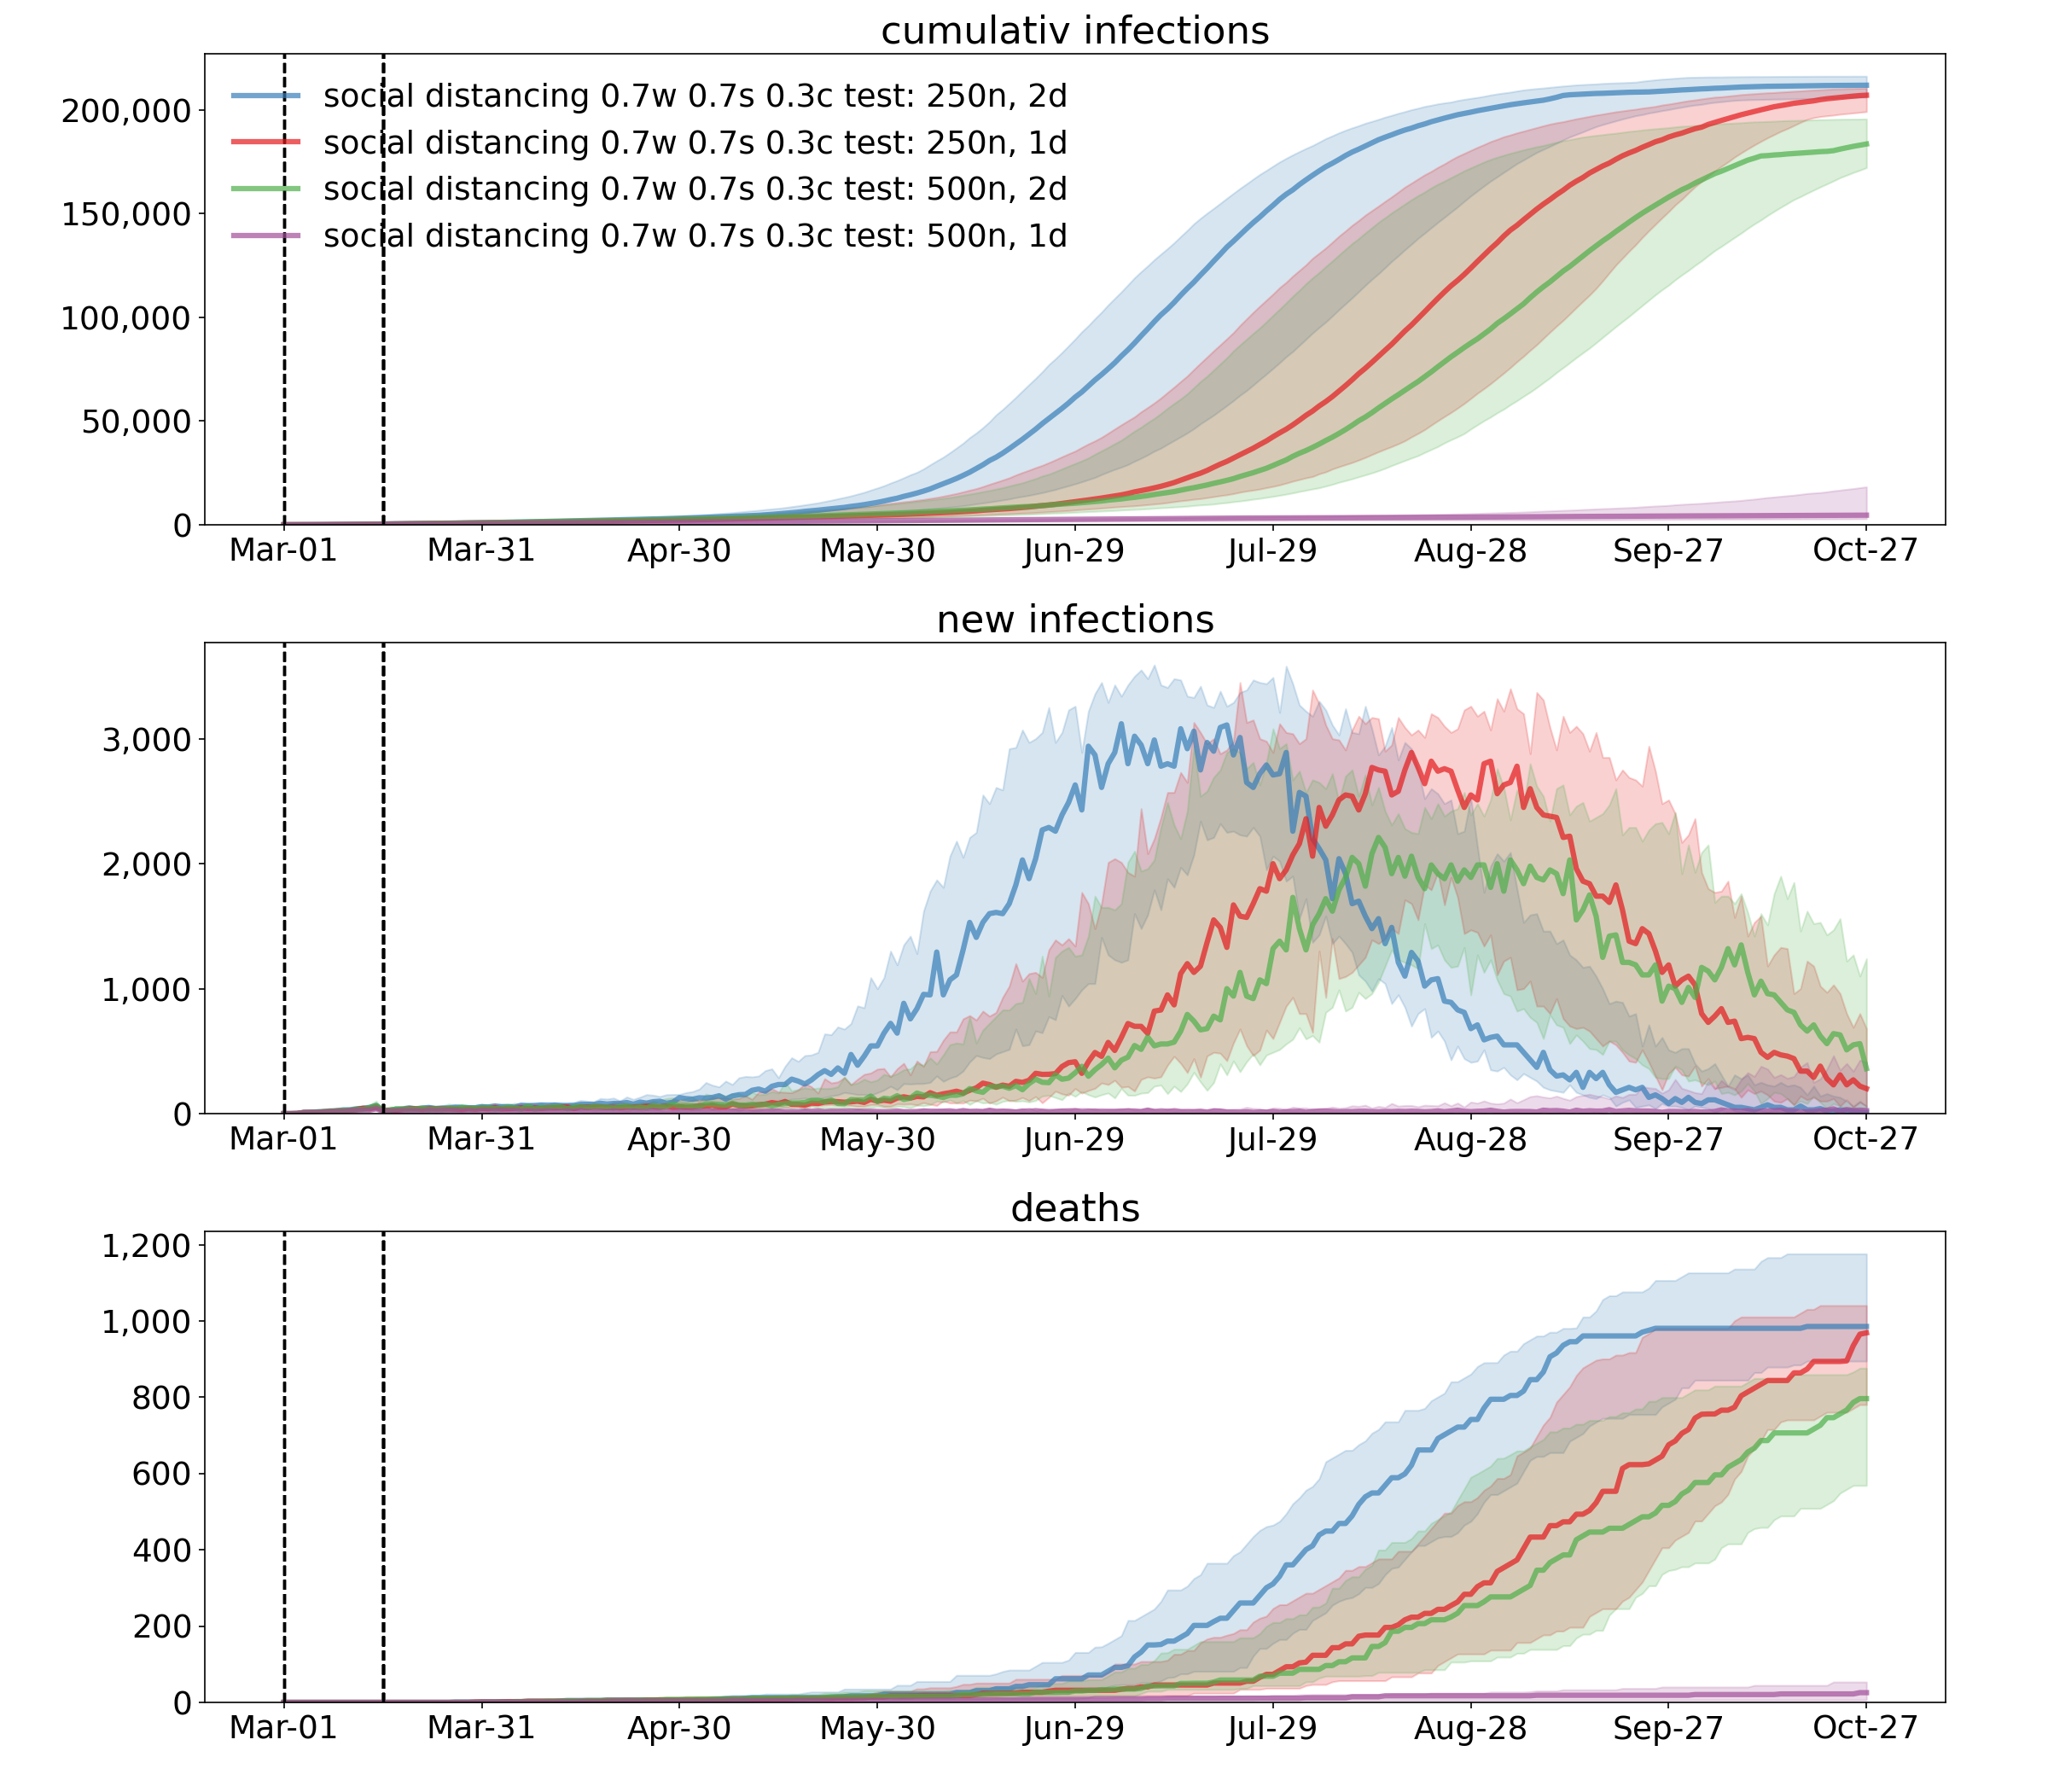 cumulativ infections
200,000
150,000
100,000
50,000
0
social distancing 0.7w 0.7s 0.3c test: 250n, 2d
social distancing 0.7w 0.7s 0.3c test: 250n, 1d
social distancing 0.7w 0.7s 0.3c test: 500n, 2d
social distancing 0.7w 0.7s 0.3c test: 500n, 1d
Mar-01 Mar-31 Apr-30 May-30 Jun-29 Jul-29 Aug-28 Sep-27 Oct-27
new infections
3,000
2,000
1,000
0
Mar-01 Mar-31 Apr-30 May-30 Jun-29 Jul-29 Aug-28 Sep-27 Oct-27
deaths
1,200
1,000
800
600
400
200
0
Mar-01 Mar-31 Apr-30 May-30 Jun-29 Jul-29 Aug-28 Sep-27 Oct-27